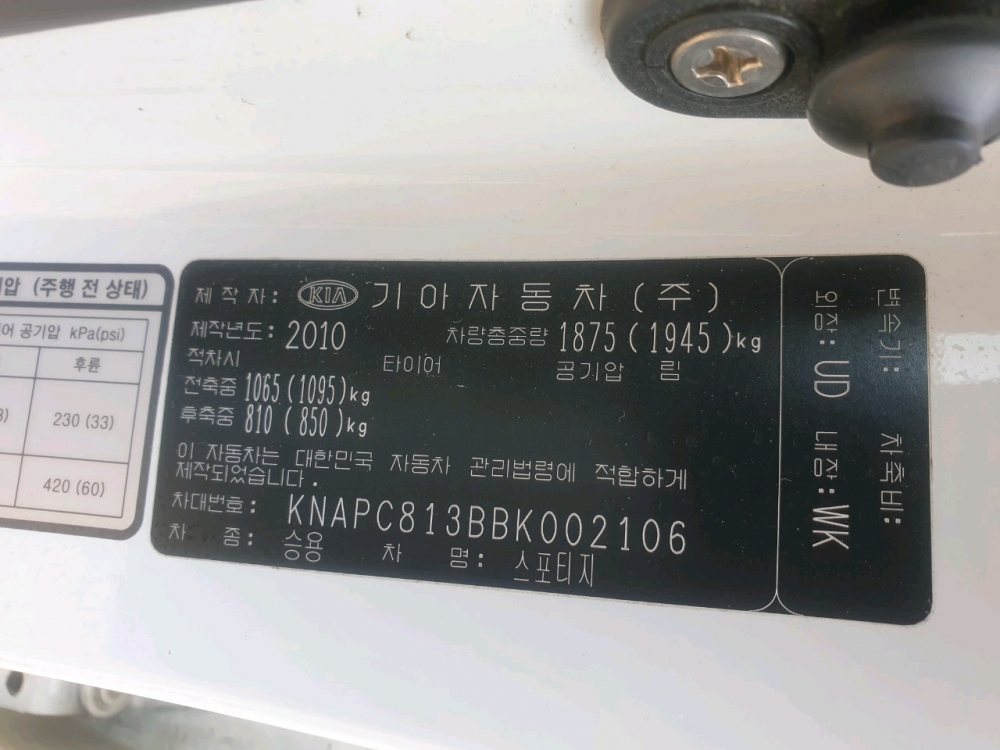 압 (주행 전 상태)
어 공기압 kPa(psi)
후륜
230 (33)
420 (60)
제 작 자: KIA 기아자동차(주)
제작년도: 2010 차량총중량 1875(1945)kg
적차시 타이어 공기압 림
전축중 1065(1095)kg
후축중 810 (850)kg
이 자동차는 대한민국 자동차 관리법령에 적합하게
제작되었습니다.
차대번호: KNAPC813BBK002106
차 종: 승용 차 명: 스포티지
변속기: 차축비:
외장: UD 내장: WK